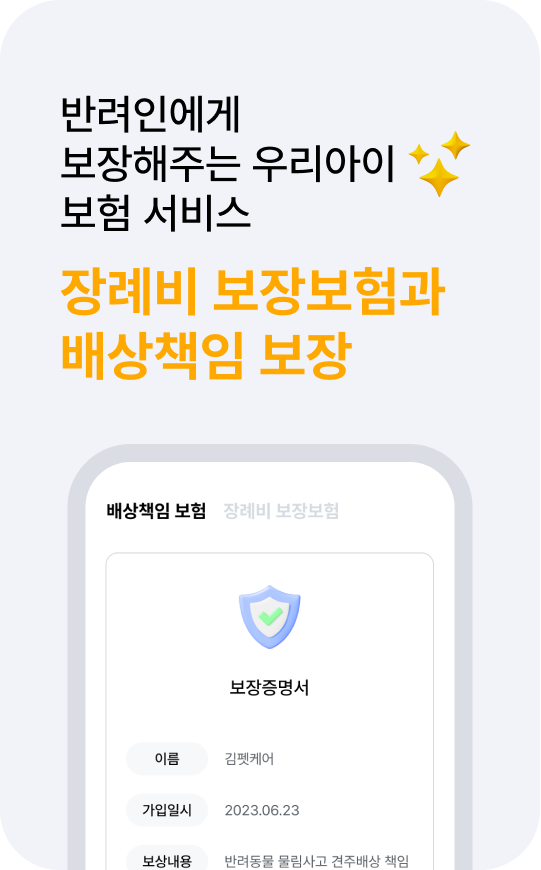 반려인에게
보장해주는 우리아이
보험 서비스
장례비 보장보험과
배상책임 보장
배상책임 보험 장례비 보장보험
보장증명서
이름 김펫케어
가입일시 2023.06.23
보상내용 반려동물 물림사고 견주배상 책임